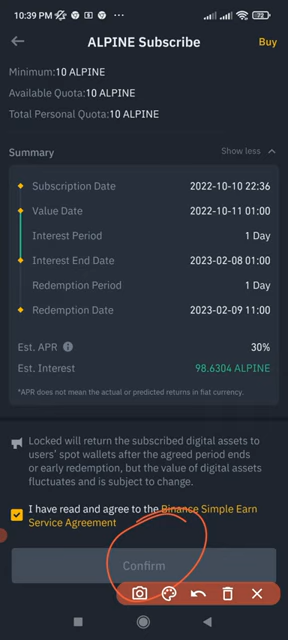 10:39 PM 72
ALPINE Subscribe Buy
Minimum:10 ALPINE
Available Quota:10 ALPINE
Total Personal Quota:10 ALPINE
Summary Show less
Subscription Date 2022-10-10 22:36
Value Date 2022-10-11 01:00
Interest Period 1 Day
Interest End Date 2023-02-08 01:00
Redemption Period 1 Day
Redemption Date 2023-02-09 11:00
Est. APR 30%
Est. Interest 98.6304 ALPINE
*APR does not mean the actual or predicted returns in fiat currency.
Locked will return the subscribed digital assets to
users' spot wallets after the agreed period ends
or early redemption, but the value of digital assets
fluctuates and is subject to change.
I have read and agree to the Binance Simple Earn
Service Agreement
Confirm